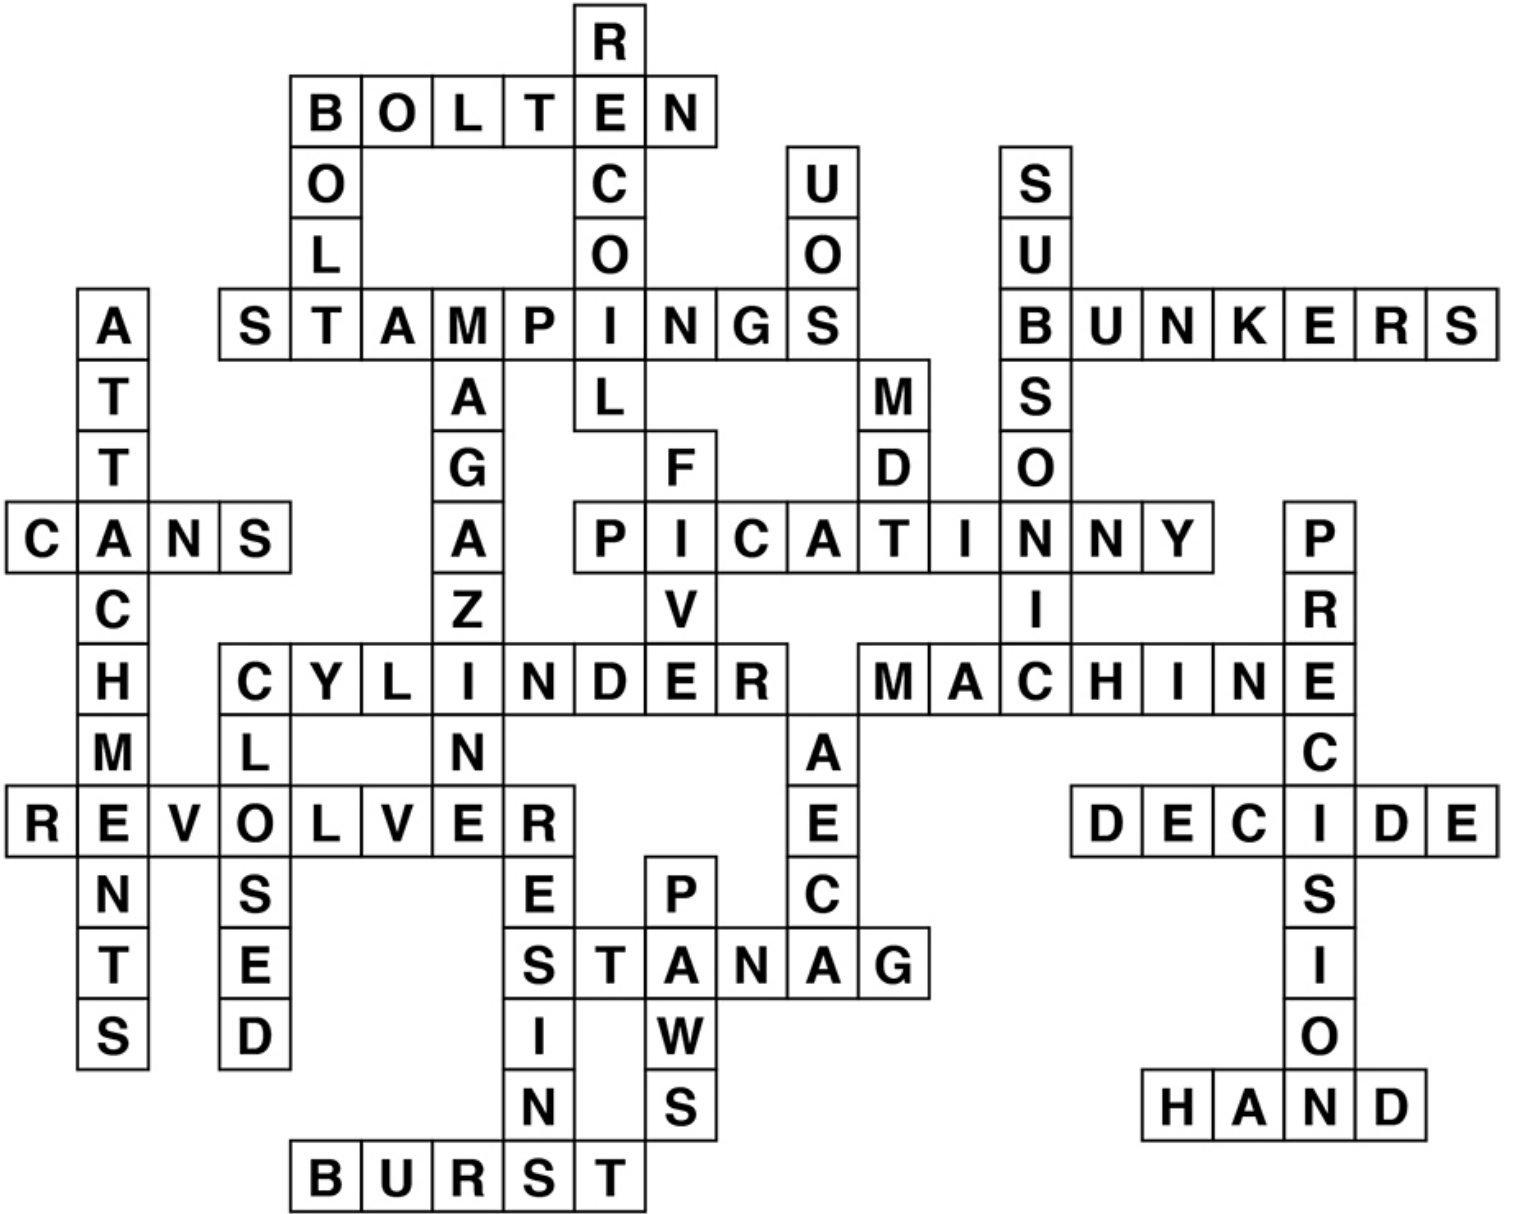 R
BOLTEN
O C U S
L O O U
A STAMPINGS BUNKERS
T A L M S
T G F D O
CANS A PICATINNY P
C Z V I R
H CYLINDER MACHINE
M L N A C
REVOLVER E DECIDE
N S E P C S
T E STANAG I
S D I W O
N S HAND
BURST